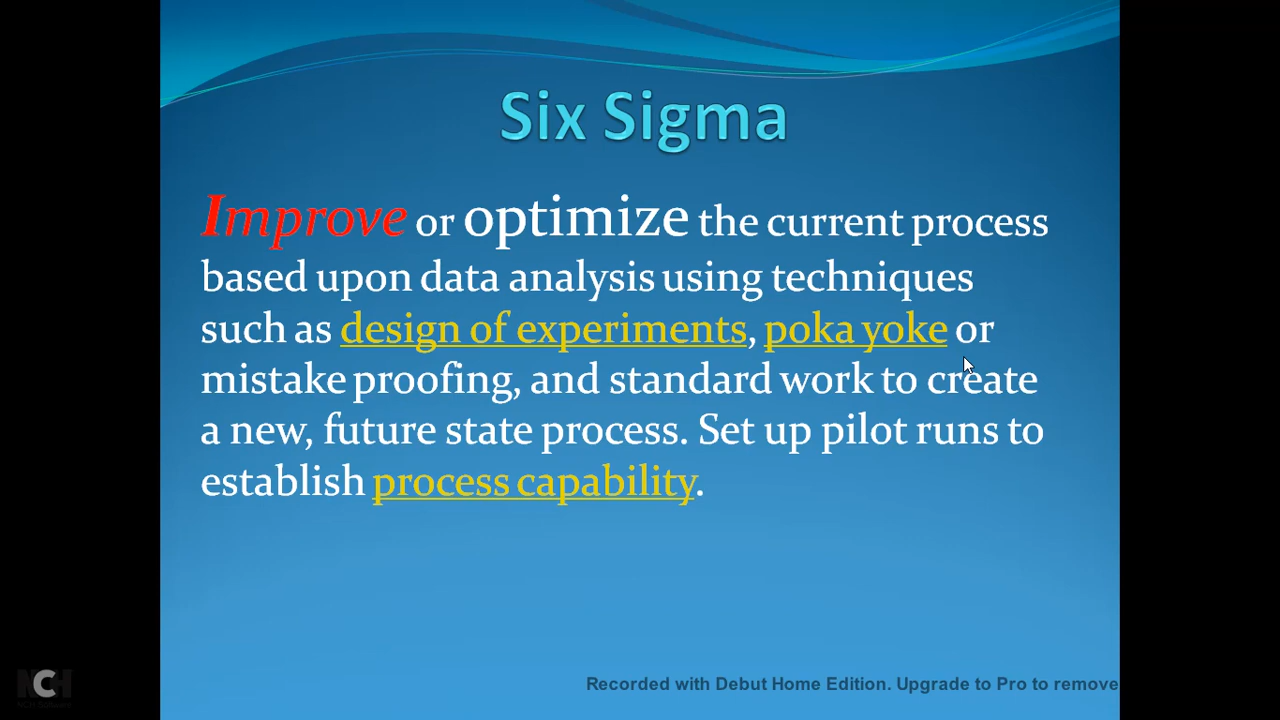 Six Sigma
Improve or optimize the current process
based upon data analysis using techniques
such as design of experiments, poka yoke or
mistake proofing, and standard work to create
a new, future state process. Set up pilot runs to
establish process capability.
NCH
Recorded with Debut Home Edition. Upgrade to Pro to remove